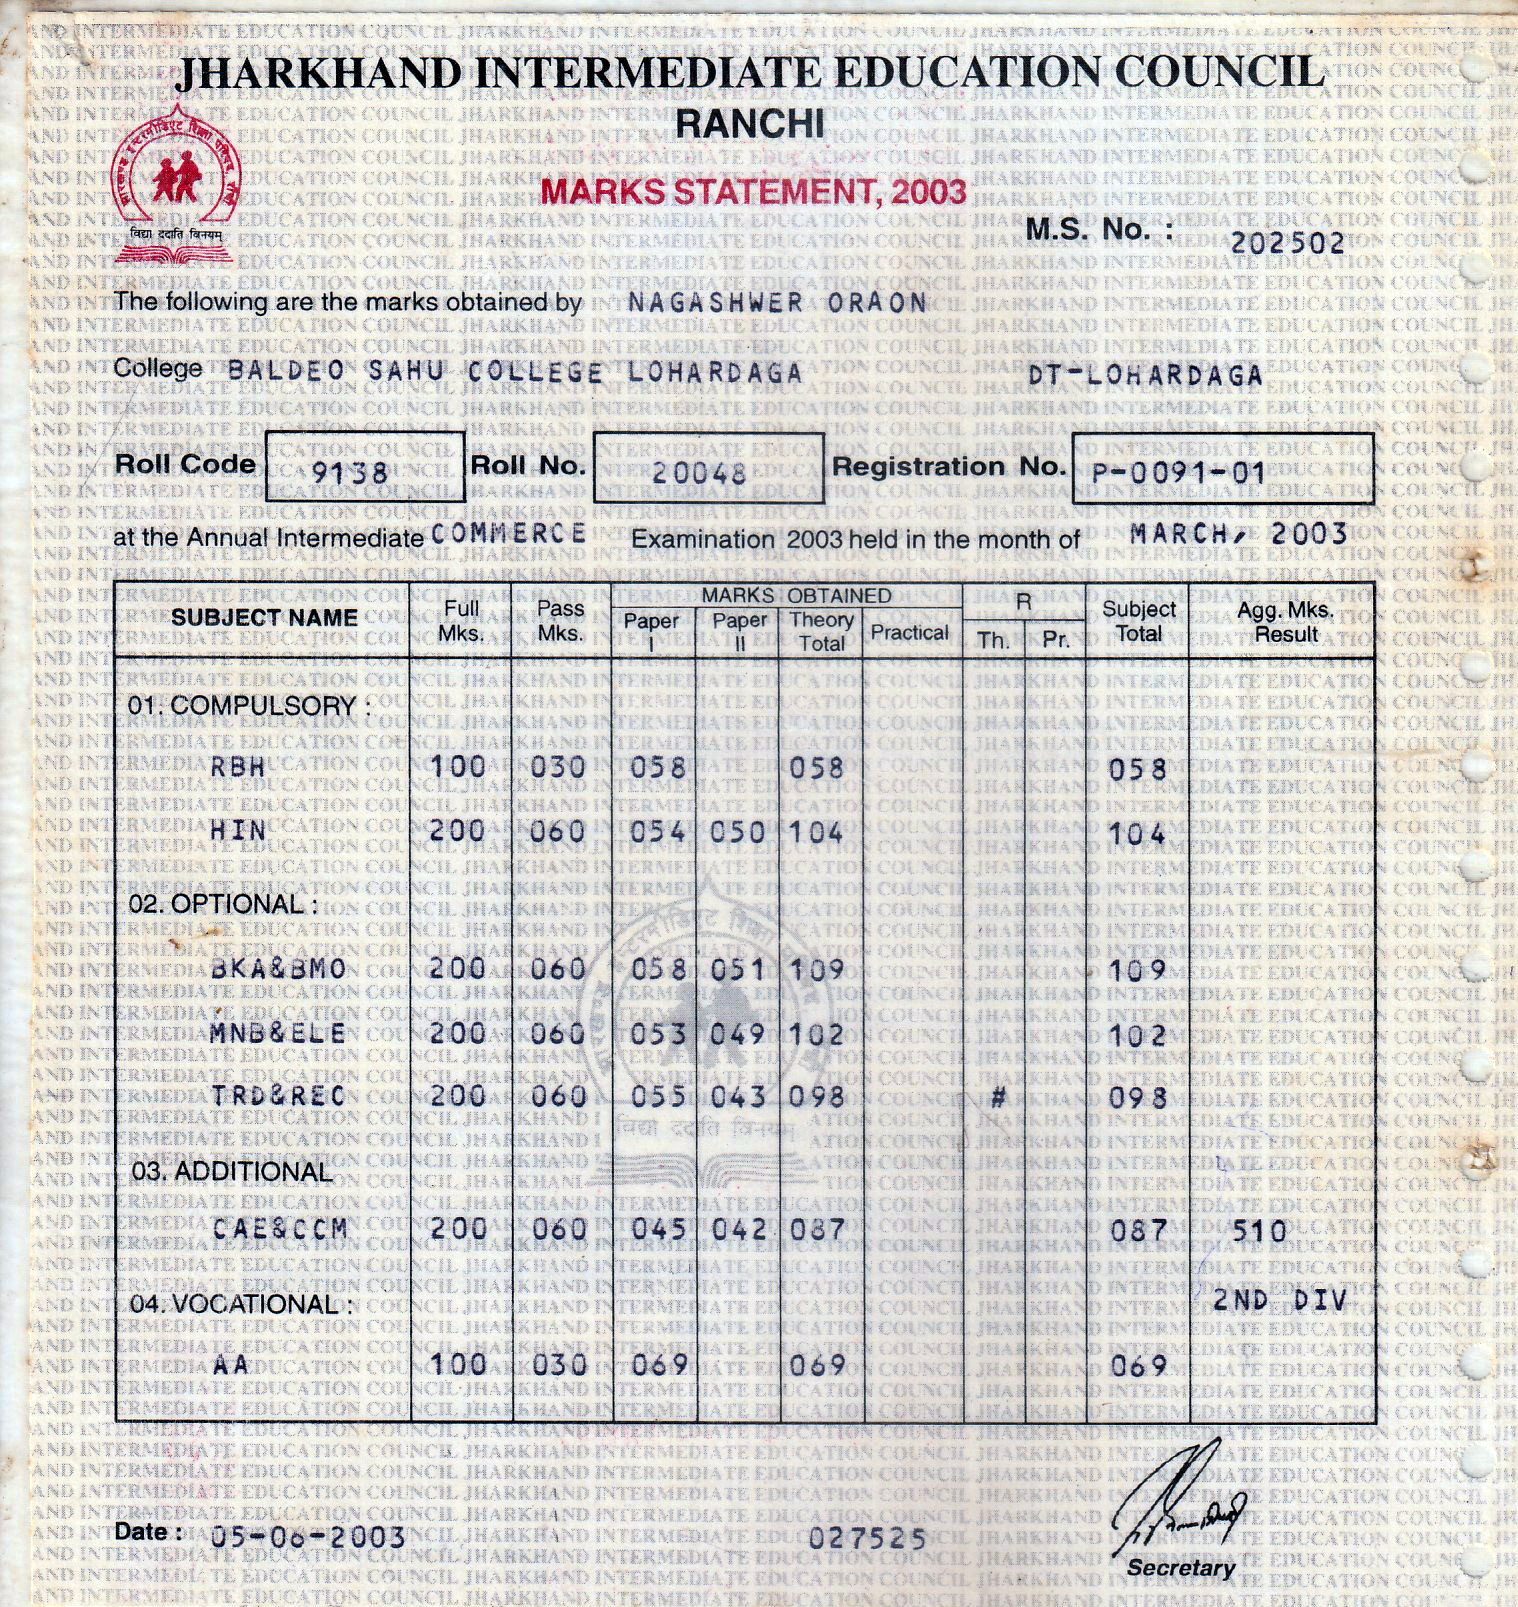 JHARKHAND INTERMEDIATE EDUCATION COUNCIL
RANCHI
MARKS STATEMENT, 2003
विद्या ददाति विनयम्
M.S. No. : 202502
The following are the marks obtained by NAGASHWER ORAON
College BALDEO SAHU COLLEGE LOHARDAGA DT-LOHARDAGA
Roll Code 9138 Roll No. 20048 Registration No. P-0091-01
at the Annual Intermediate COMMERCE Examination 2003 held in the month of MARCH, 2003
SUBJECT NAME Full Mks. Pass Mks. MARKS OBTAINED Paper I Paper II Theory Total Practical R Th. Pr. Subject Total Agg. Mks. Result
01. COMPULSORY :
RBH 100 030 058 058 058
HIN 200 060 054 050 104 104
02. OPTIONAL :
BKA&BMO 200 060 058 051 109 109
MNB&ELE 200 060 053 049 102 102
TRD&REC 200 060 055 043 098 # 098
विद्या ददाति विनयम्
03. ADDITIONAL
CAE&CCM 200 060 045 042 087 087 510
04. VOCATIONAL : 2ND DIV
AA 100 030 069 069 069
Date : 05-06-2003 027525
Secretary